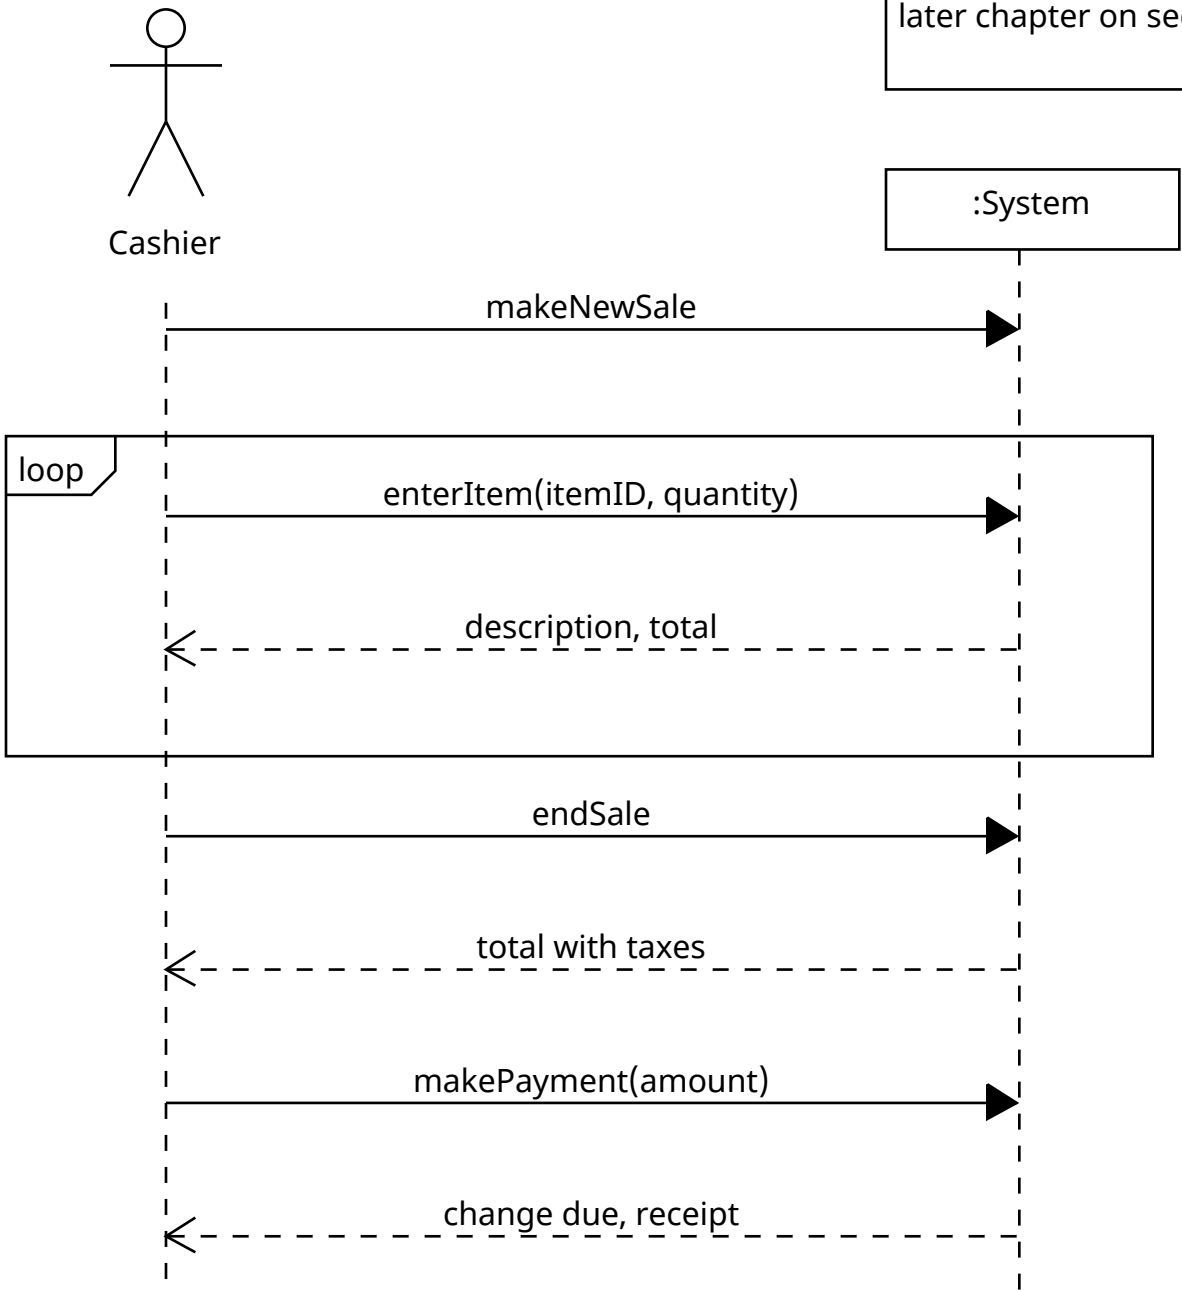 later chapter on
:System
Cashier
makeNewSale
loop
enterItem(itemID, quantity)
description, total
endSale
total with taxes
makePayment(amount)
change due, receipt